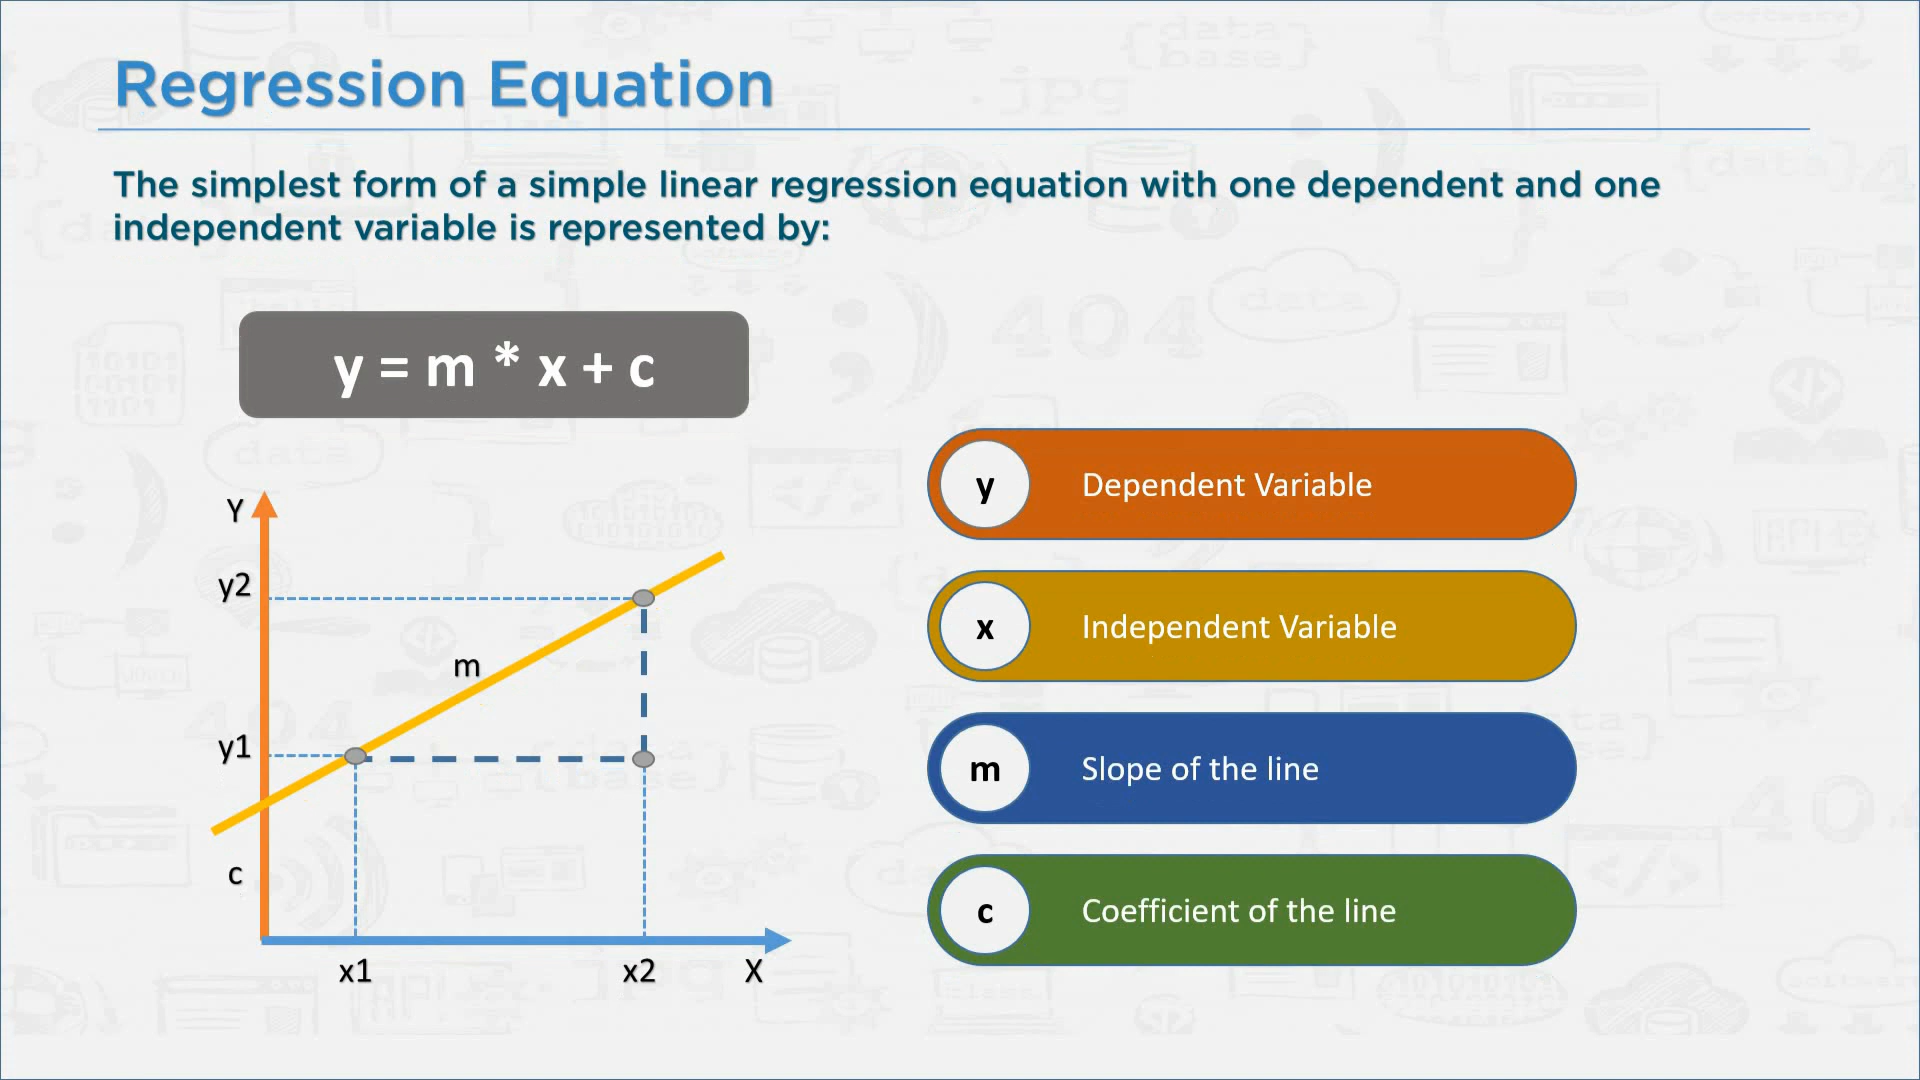 Regression Equation
The simplest form of a simple linear regression equation with one dependent and one
independent variable is represented by:
y = m * x + c
Y
y2
m
y1
c
x1
x2
X
y Dependent Variable
x Independent Variable
m Slope of the line
c Coefficient of the line